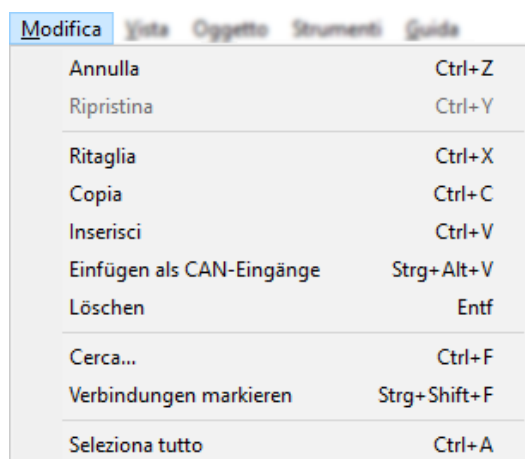 Modifica Vista Oggetto Strumenti Guida
Annulla Ctrl+Z
Ripristina Ctrl+Y
Ritaglia Ctrl+X
Copia Ctrl+C
Inserisci Ctrl+V
Einfügen als CAN-Eingänge Strg+Alt+V
Löschen Entf
Cerca... Ctrl+F
Verbindungen markieren Strg+Shift+F
Seleziona tutto Ctrl+A